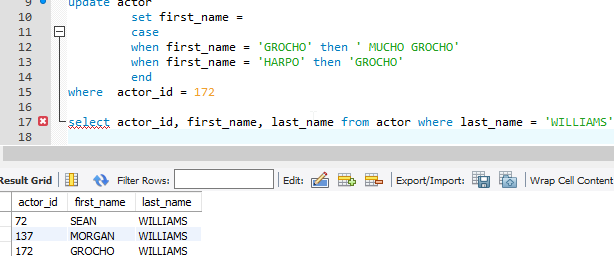 9 update actor
10 set first_name =
11 case
12 when first_name = 'GROCHO' then ' MUCHO GROCHO'
13 when first_name = 'HARPO' then 'GROCHO'
14 end
15 where actor_id = 172
16
17 select actor_id, first_name, last_name from actor where last_name = 'WILLIAMS'
18
Result Grid Filter Rows: Edit: Export/Import: Wrap Cell Content
actor_id first_name last_name
72 SEAN WILLIAMS
137 MORGAN WILLIAMS
172 GROCHO WILLIAMS